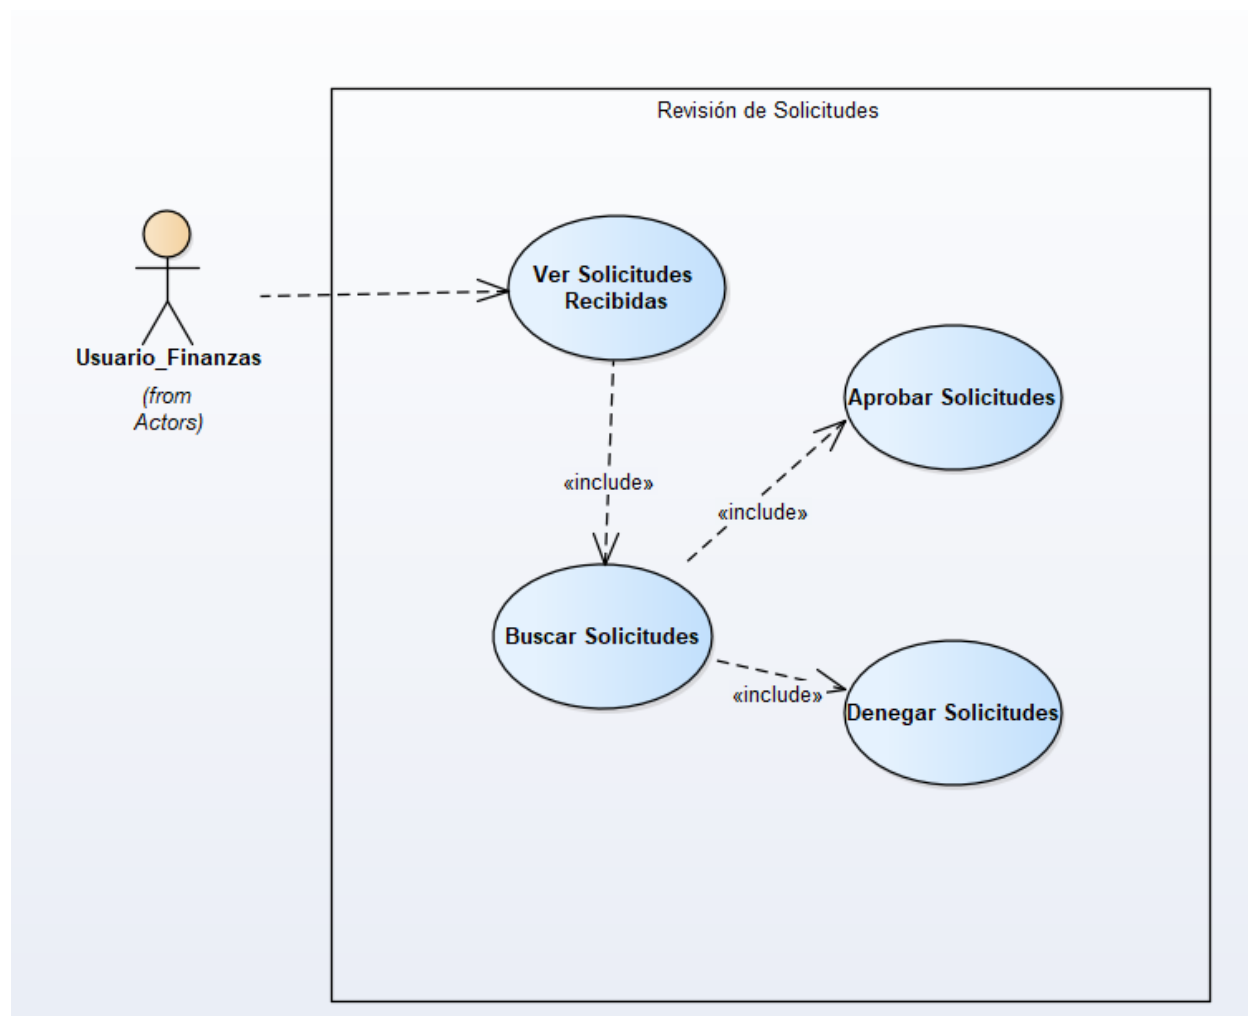 Revisión de Solicitudes
Ver Solicitudes
Recibidas
Usuario_Finanzas
(from
Actors)
Aprobar Solicitudes
«include»
«include»
Buscar Solicitudes
«include»
Denegar Solicitudes